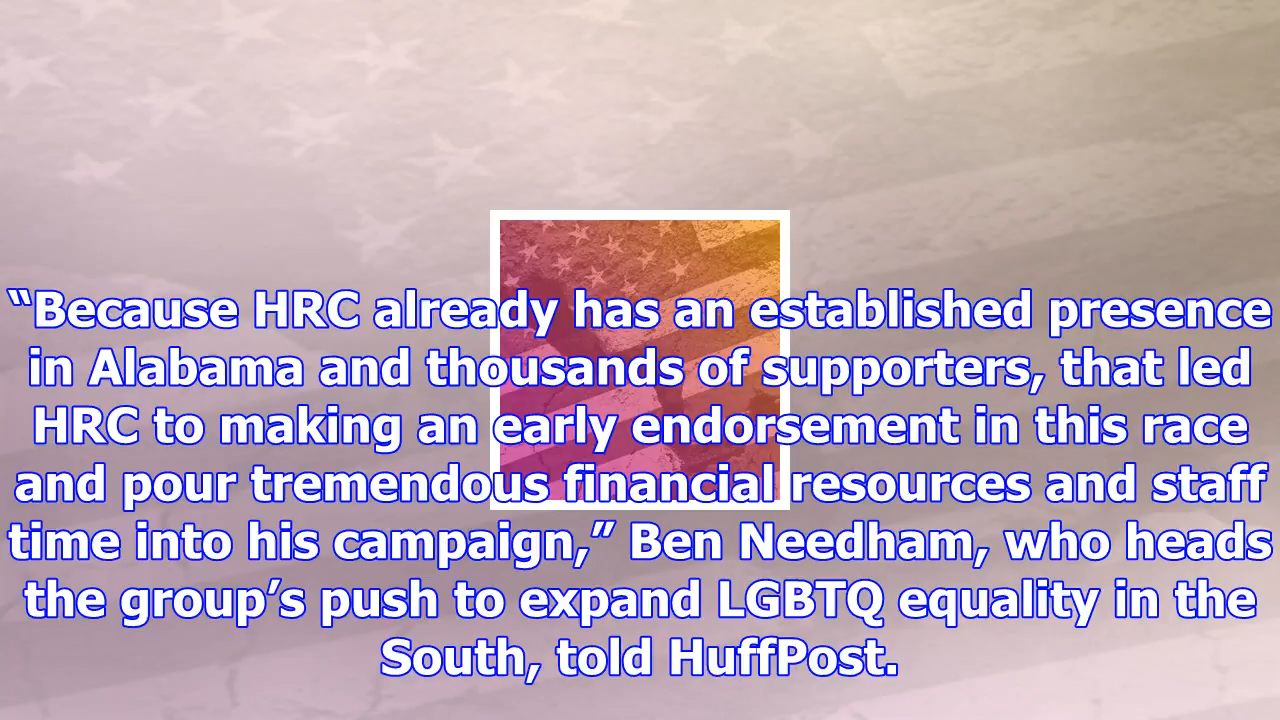 “Because HRC already has an established presence
in Alabama and thousands of supporters, that led
HRC to making an early endorsement in this race
and pour tremendous financial resources and staff
time into his campaign,” Ben Needham, who heads
the group’s push to expand LGBTQ equality in the
South, told HuffPost.